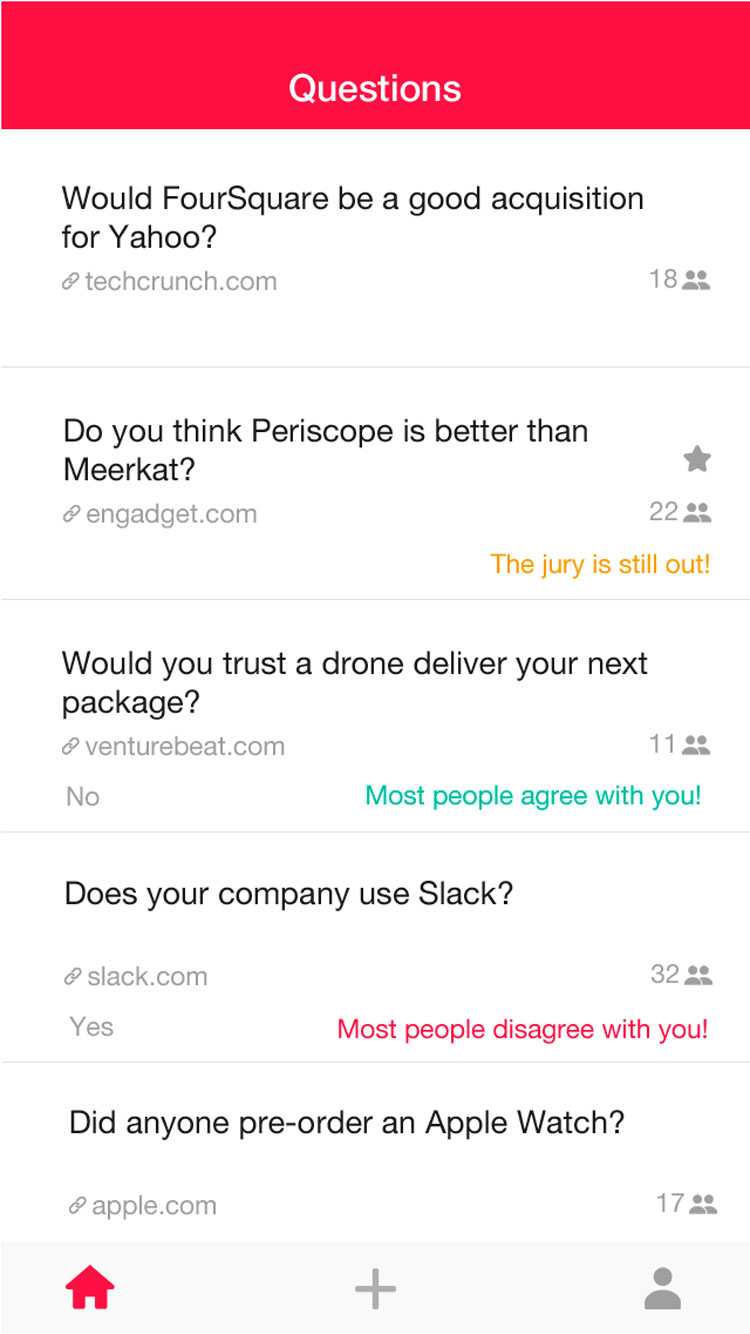 Questions
Would FourSquare be a good acquisition
for Yahoo?
techcrunch.com 18
Do you think Periscope is better than
Meerkat?
engadget.com 22
The jury is still out!
Would you trust a drone deliver your next
package?
venturebeat.com 11
No Most people agree with you!
Does your company use Slack?
slack.com 32
Yes Most people disagree with you!
Did anyone pre-order an Apple Watch?
apple.com 17